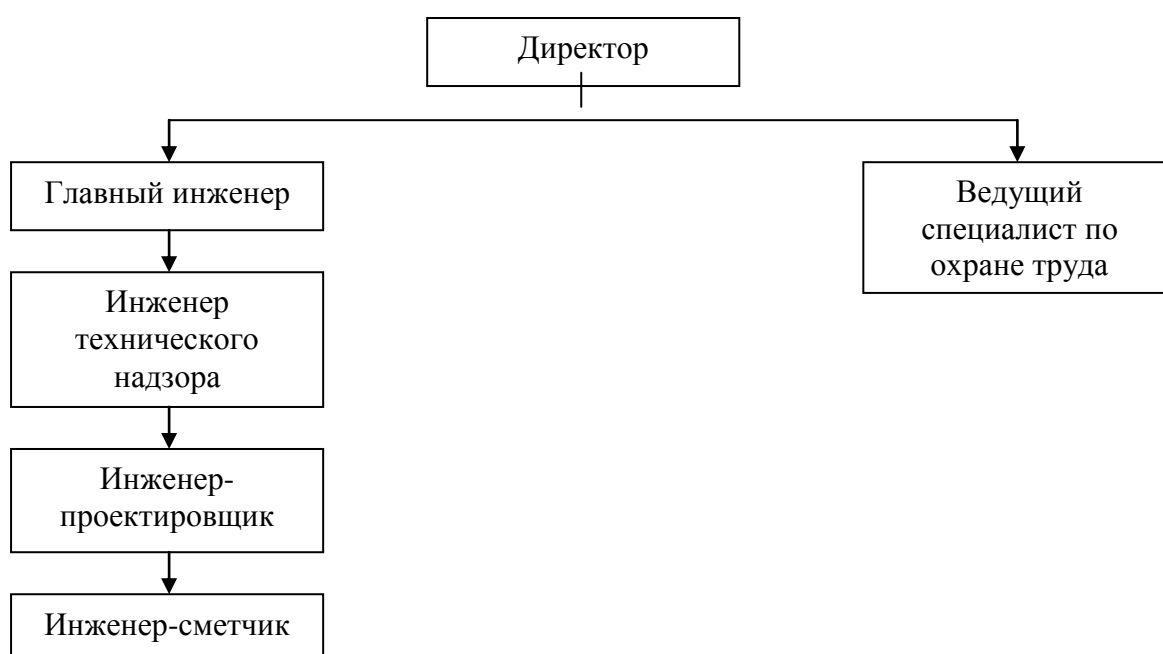 Директор
Главный инженер
Ведущий
специалист по
охране труда
Инженер
технического
надзора
Инженер-
проектировщик
Инженер-сметчик